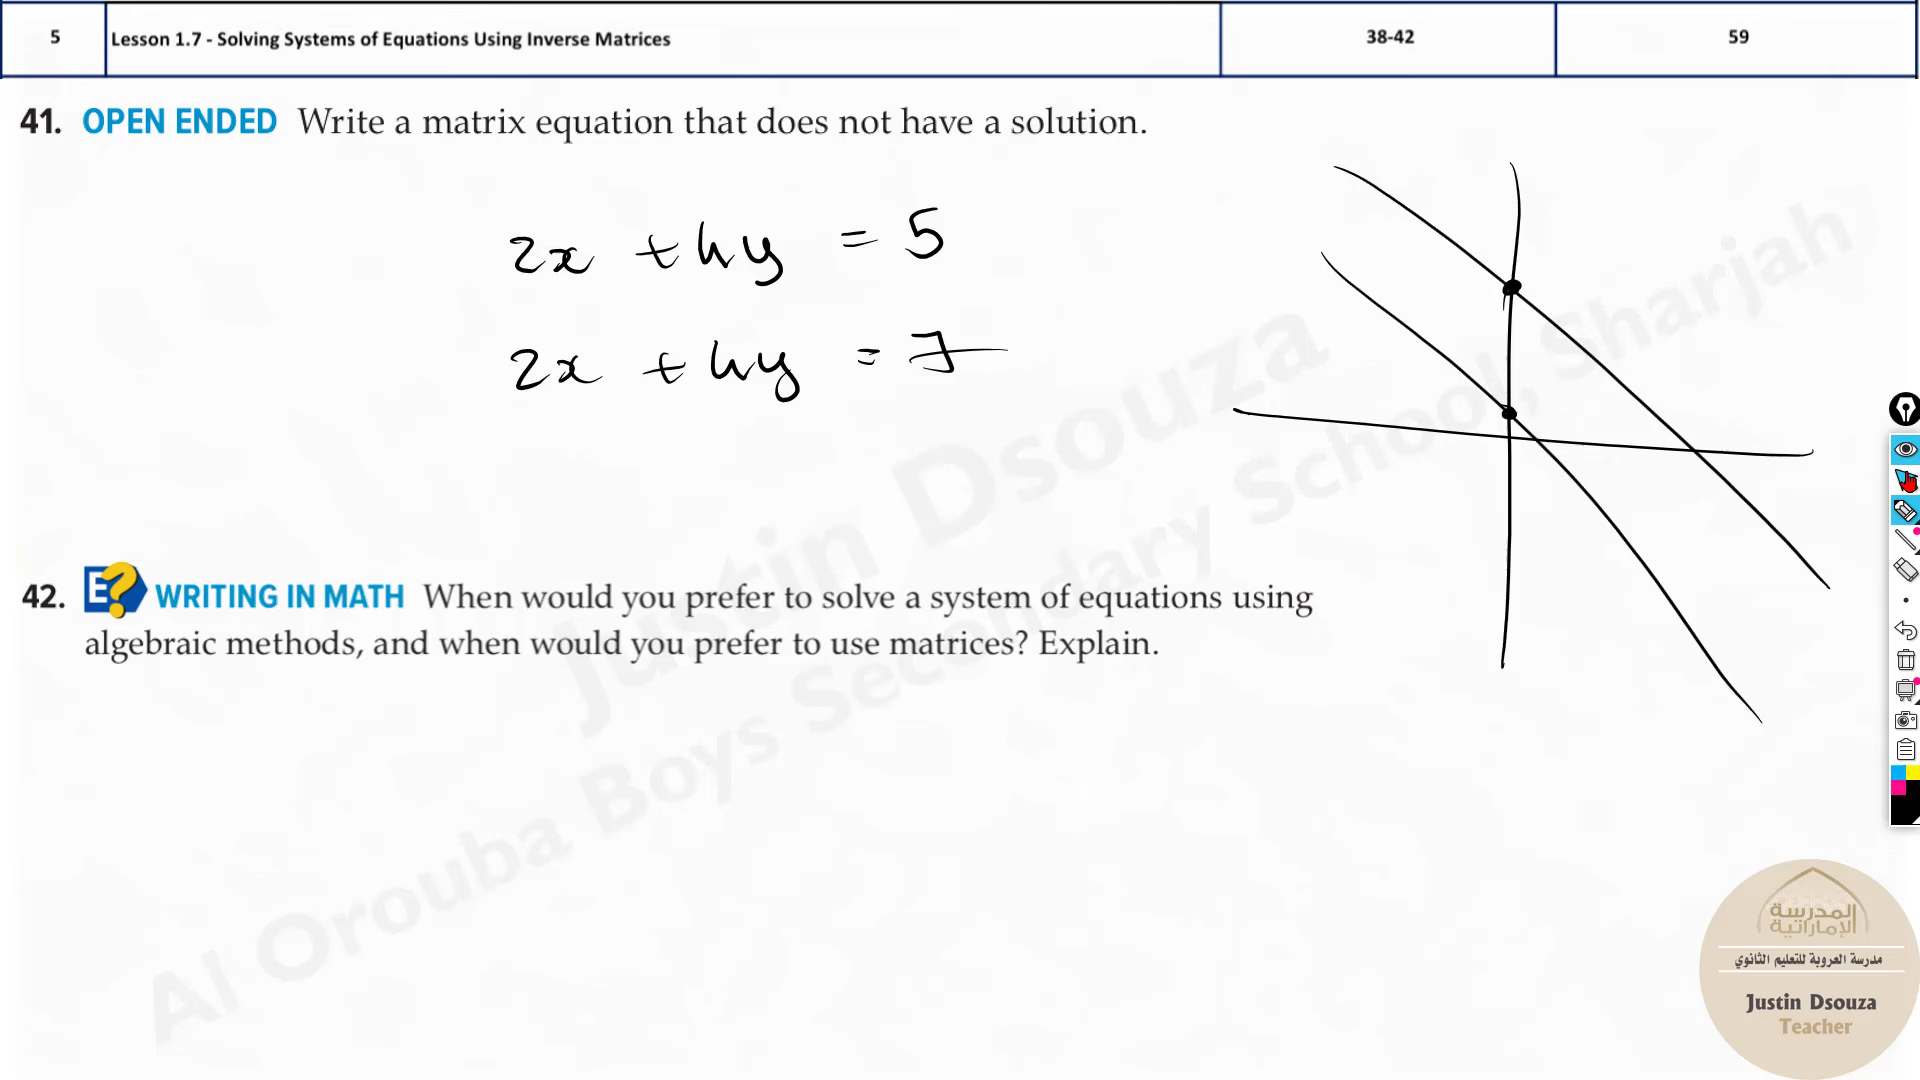 5 Lesson 1.7 - Solving Systems of Equations Using Inverse Matrices 38-42 59
41. OPEN ENDED Write a matrix equation that does not have a solution.
2x + 4y = 5
2x + 4y = 7
42. E? WRITING IN MATH When would you prefer to solve a system of equations using
algebraic methods, and when would you prefer to use matrices? Explain.
Justin Dsouza
Al Orouba Boys Secondary School, Sharjah
المدرسة
الإماراتية
مدرسة العروبة للتعليم الثانوي
Justin Dsouza
Teacher